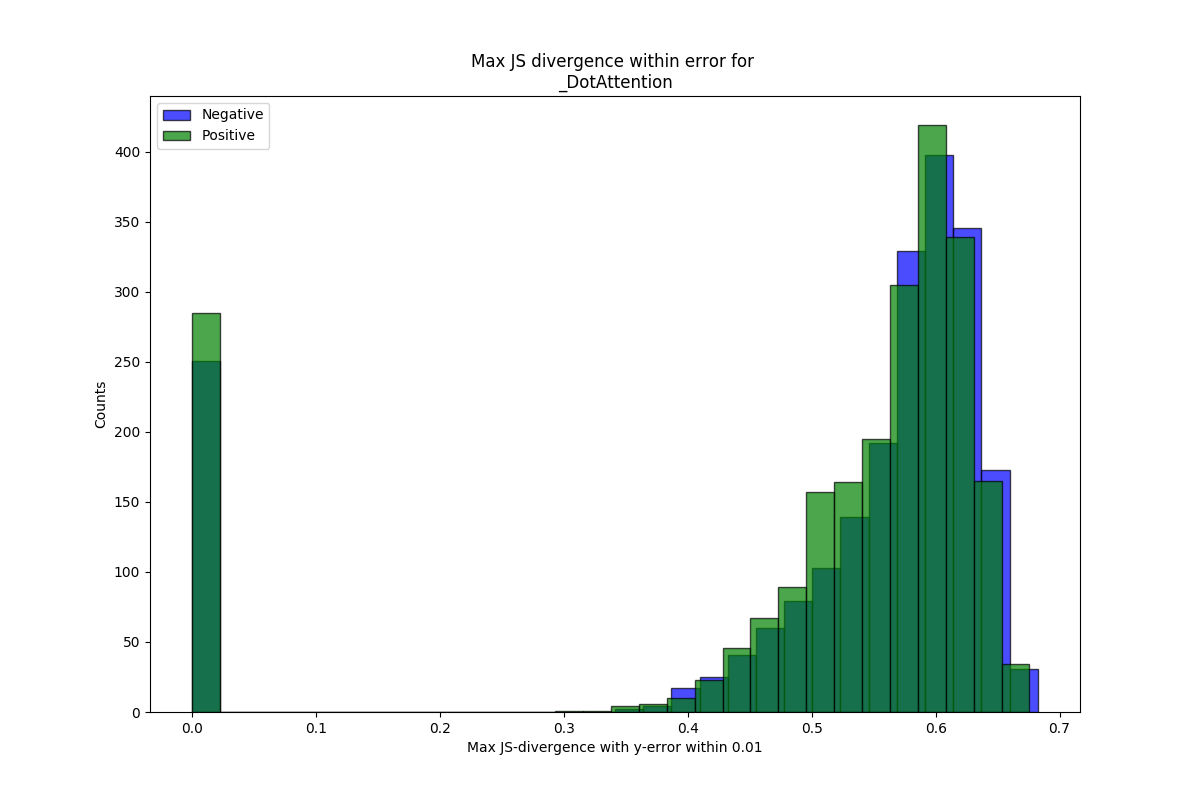 Max JS divergence within error for
_DotAttention
Negative
Positive
400
350
300
250
200
150
100
50
0
Counts
0.0 0.1 0.2 0.3 0.4 0.5 0.6 0.7
Max JS-divergence with y-error within 0.01